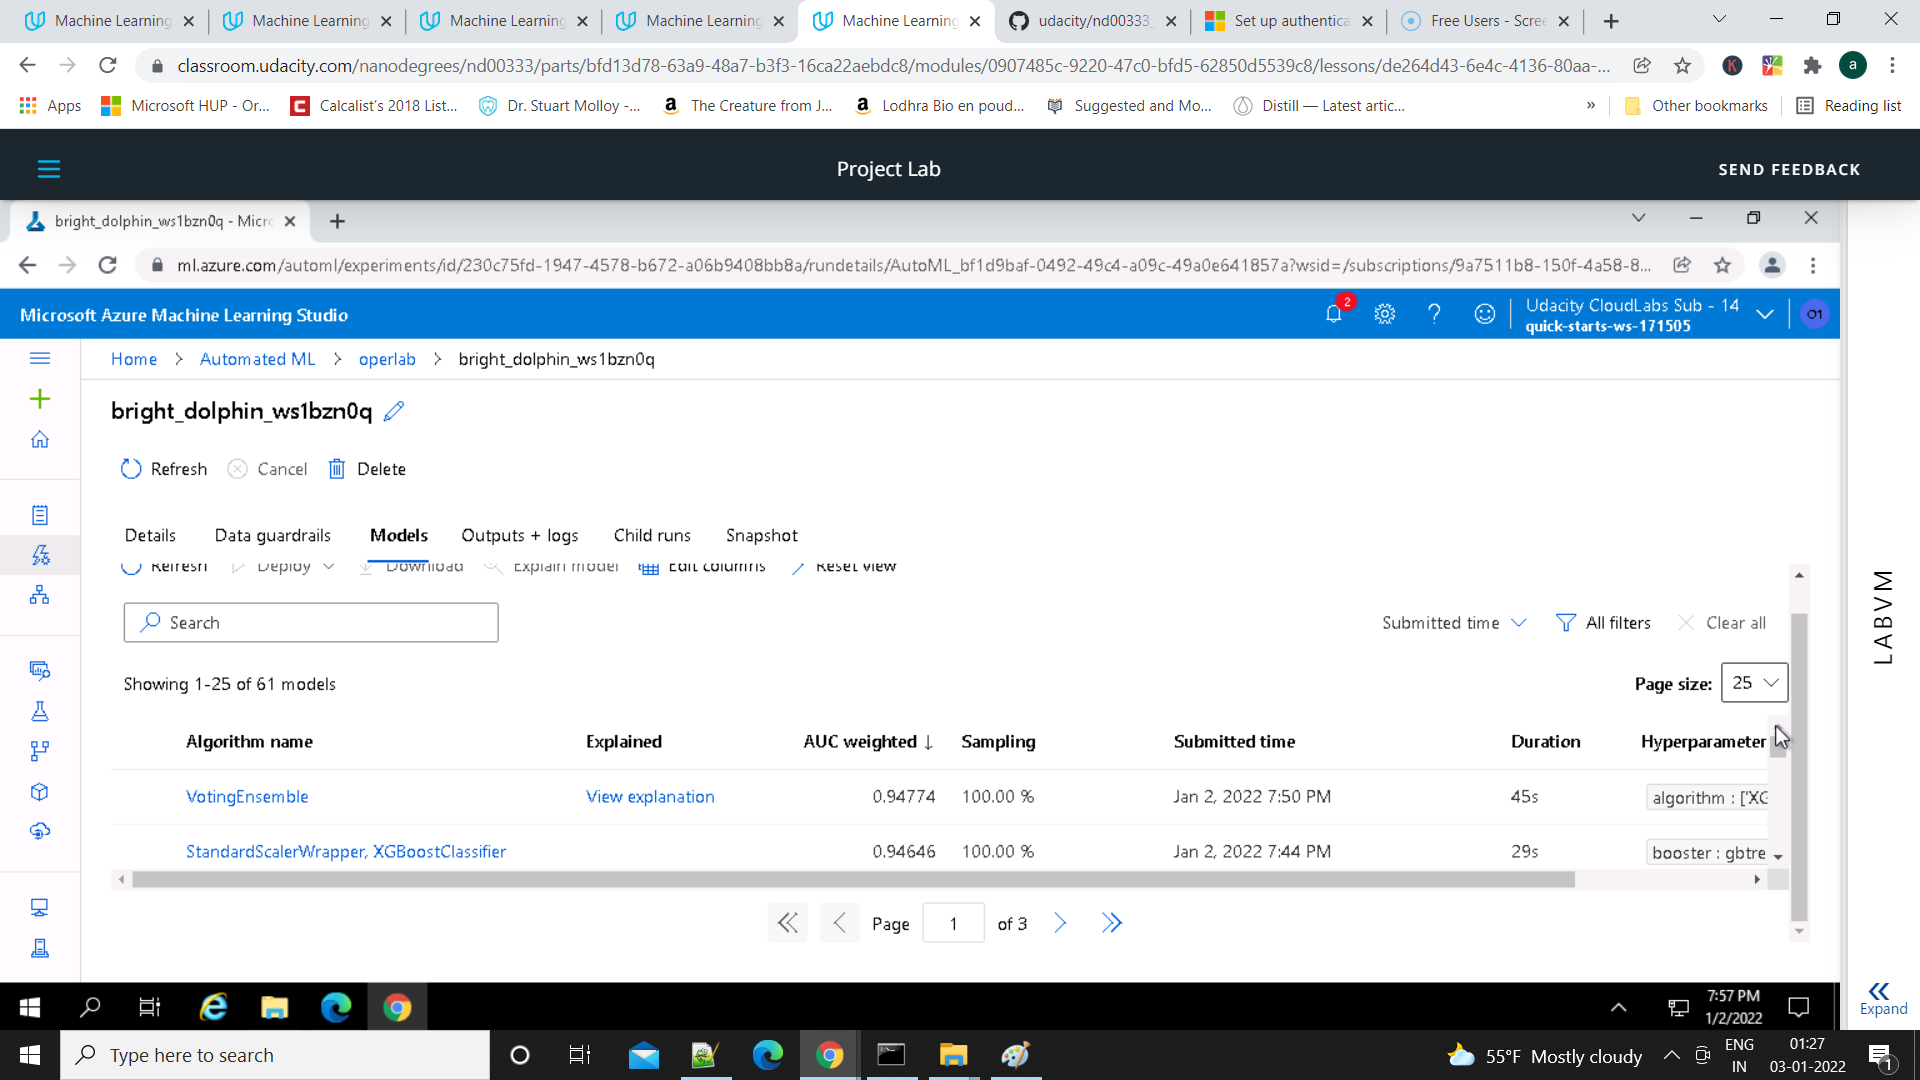 Machine Learning
Machine Learning
Machine Learning
Machine Learning
Machine Learning
udacity/nd00333_
Set up authentica
Free Users - Scree
classroom.udacity.com/nanodegrees/nd00333/parts/bfd13d78-63a9-48a7-b3f3-16ca22aebdc8/modules/0907485c-9220-47c0-bfd5-62850d5539c8/lessons/de264d43-6e4c-4136-80aa-...
K
a
Apps
Microsoft HUP - Or...
Calcalist's 2018 List...
Dr. Stuart Molloy -...
The Creature from J...
Lodhra Bio en poud...
Suggested and Mo...
Distill — Latest artic...
»
Other bookmarks
Reading list
Project Lab
SEND FEEDBACK
bright_dolphin_ws1bzn0q - Micro
ml.azure.com/automl/experiments/id/230c75fd-1947-4578-b672-a06b9408bb8a/rundetails/AutoML_bf1d9baf-0492-49c4-a09c-49a0e641857a?wsid=/subscriptions/9a7511b8-150f-4a58-8...
Microsoft Azure Machine Learning Studio
2
Udacity CloudLabs Sub - 14
quick-starts-ws-171505
O1
Home > Automated ML > operlab > bright_dolphin_ws1bzn0q
bright_dolphin_ws1bzn0q
Refresh Cancel Delete
Details Data guardrails Models Outputs + logs Child runs Snapshot
Refresh Deploy Download Explain model Edit columns Reset view
Search
Submitted time All filters Clear all
Showing 1-25 of 61 models
Page size: 25
Algorithm name Explained AUC weighted ↓ Sampling Submitted time Duration Hyperparameter
VotingEnsemble View explanation 0.94774 100.00 % Jan 2, 2022 7:50 PM 45s algorithm : ['XG
StandardScalerWrapper, XGBoostClassifier 0.94646 100.00 % Jan 2, 2022 7:44 PM 29s booster : gbtre
Page 1 of 3
LABVM
Expand
7:57 PM
1/2/2022
Type here to search
55°F Mostly cloudy
ENG
IN
01:27
03-01-2022
1